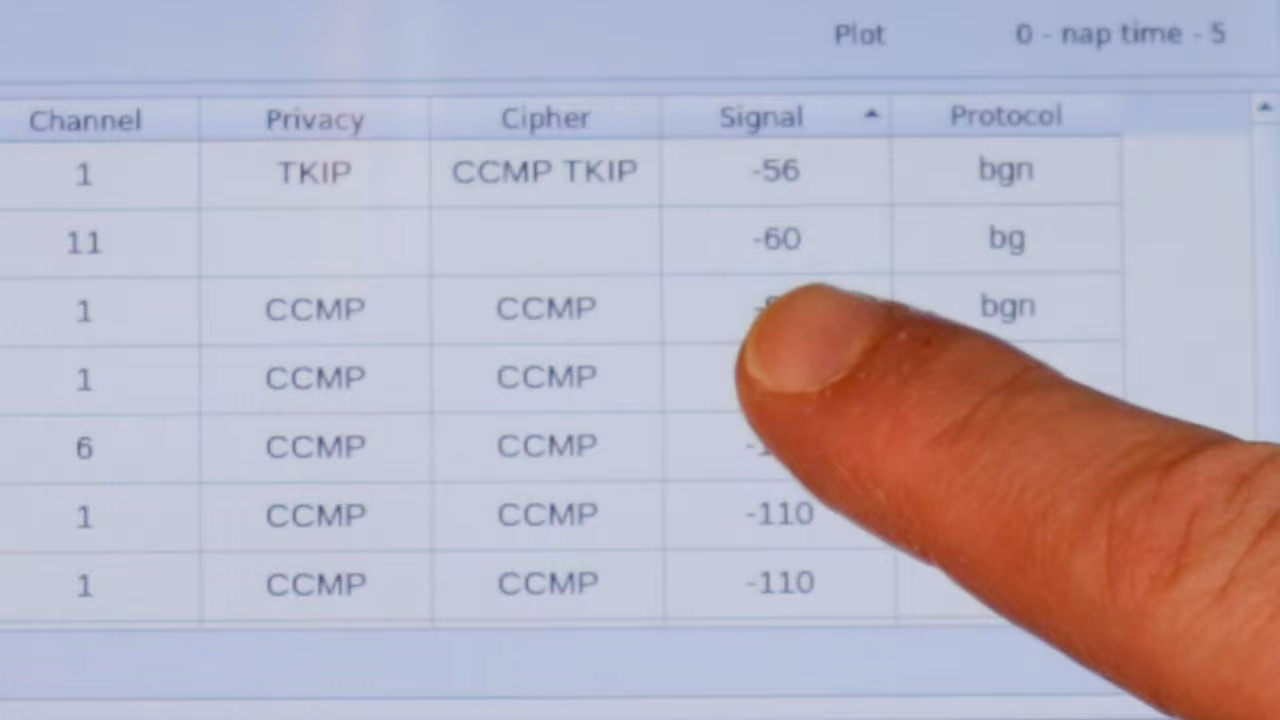 Plot 0 - nap time - 5
Channel Privacy Cipher Signal Protocol
1 TKIP CCMP TKIP -56 bgn
11 -60 bg
1 CCMP CCMP bgn
1 CCMP CCMP
6 CCMP CCMP
1 CCMP CCMP -110
1 CCMP CCMP -110